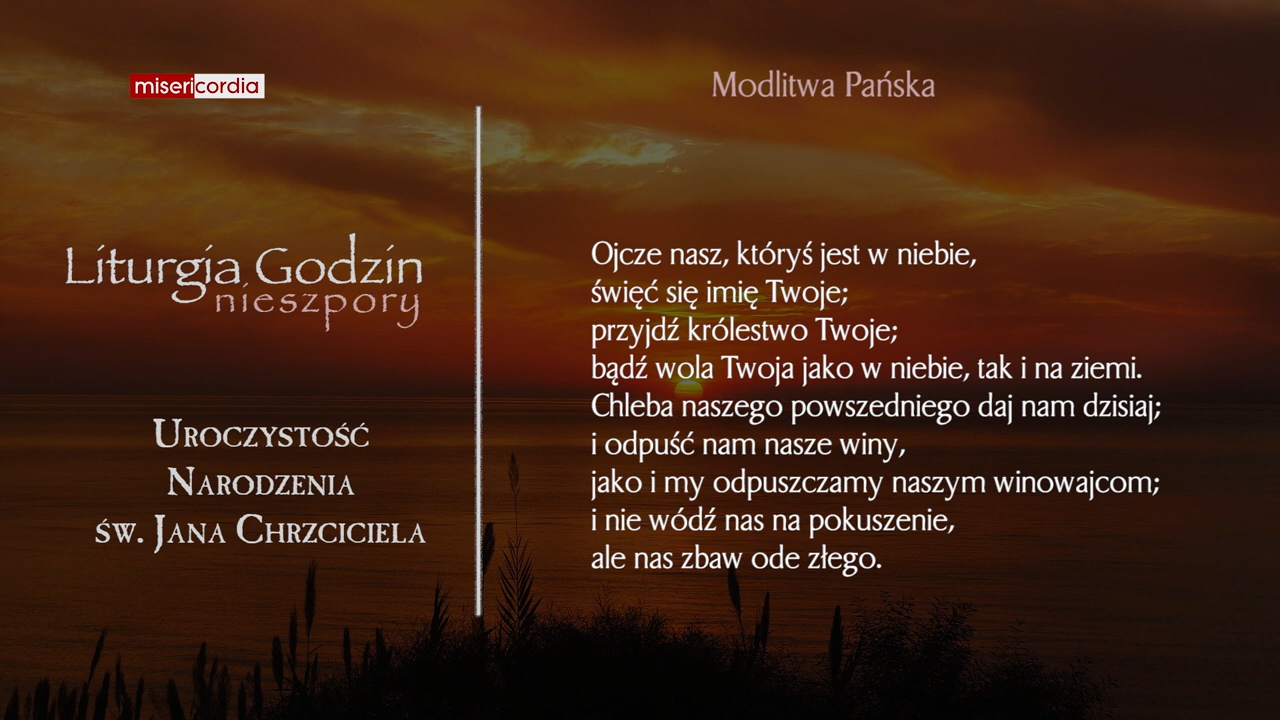 misericordia
Liturgia Godzin
nieszpory
Uroczystość
Narodzenia
św. Jana Chrzciciela
Modlitwa Pańska
Ojcze nasz, któryś jest w niebie,
święć się imię Twoje;
przyjdź królestwo Twoje;
bądź wola Twoja jako w niebie, tak i na ziemi.
Chleba naszego powszedniego daj nam dzisiaj;
i odpuść nam nasze winy,
jako i my odpuszczamy naszym winowajcom;
i nie wódź nas na pokuszenie,
ale nas zbaw ode złego.